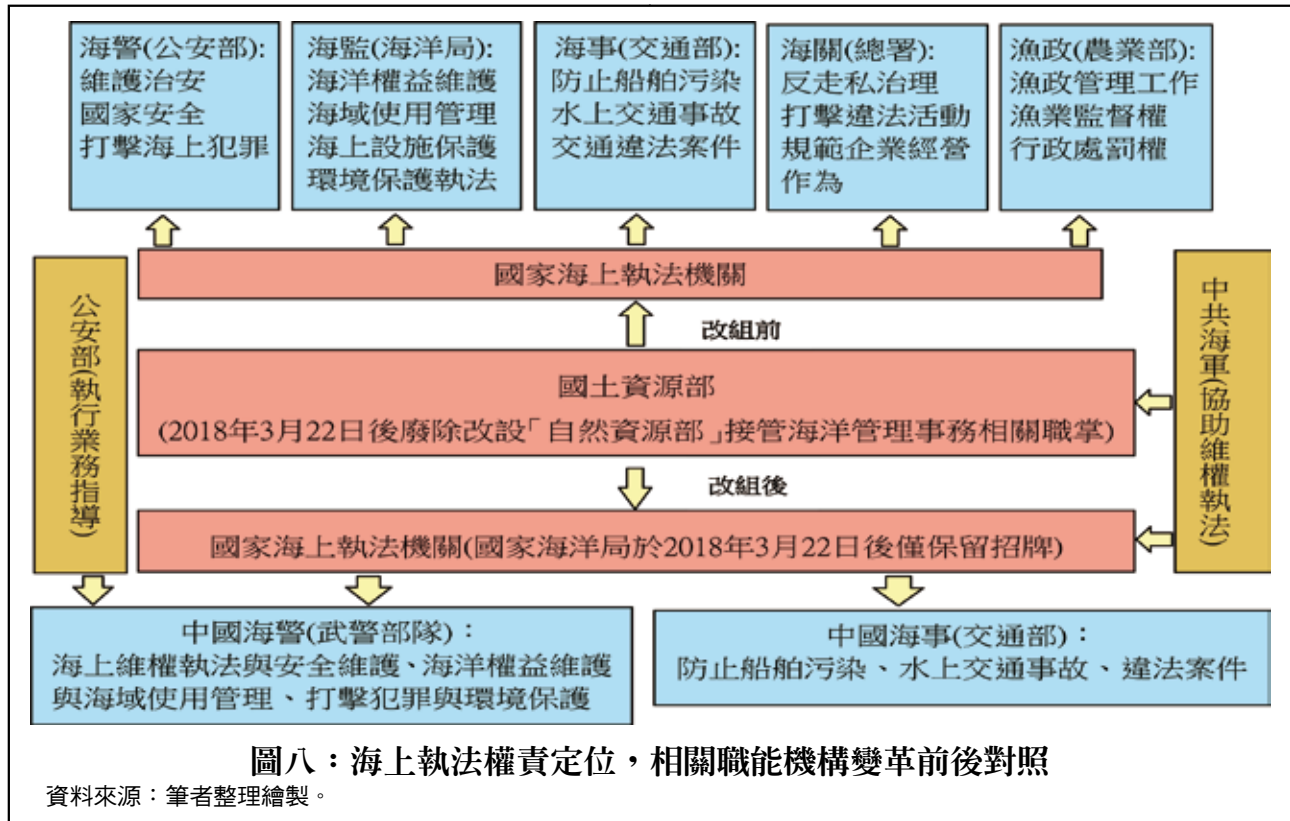 海警(公安部):
維護治安
國家安全
打擊海上犯罪
海監(海洋局):
海洋權益維護
海域使用管理
海上設施保護
環境保護執法
海事(交通部):
防止船舶污染
水上交通事故
交通違法案件
海關(總署):
反走私治理
打擊違法活動
規範企業經營
作為
漁政(農業部):
漁政管理工作
漁業監督權
行政處罰權
國家海上執法機關
公安部(執行業務指導)
中共海軍(協助維權執法)
改組前
國土資源部
(2018年3月22日後廢除改設「自然資源部」接管海洋管理事務相關職掌)
改組後
國家海上執法機關(國家海洋局於2018年3月22日後僅保留招牌)
中國海警(武警部隊)：
海上維權執法與安全維護、海洋權益維護
與海域使用管理、打擊犯罪與環境保護
中國海事(交通部)：
防止船舶污染、水上交通事故、違法案件
圖八：海上執法權責定位，相關職能機構變革前後對照
資料來源：筆者整理繪製。